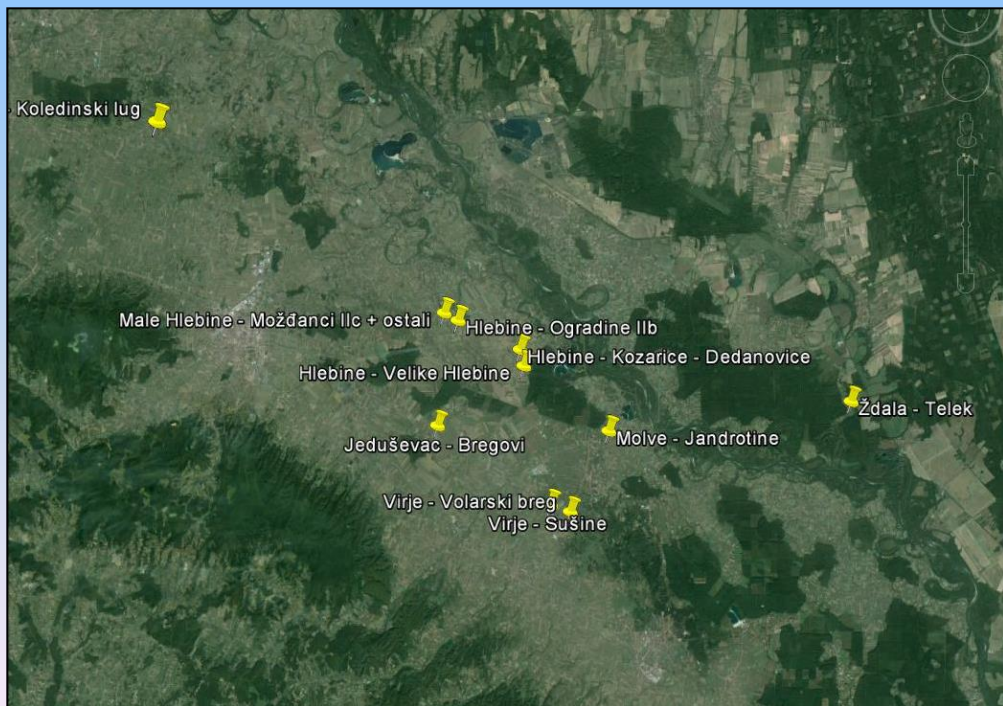 - Koledinski lug
Male Hlebine - Možđanci IIc + ostali
Hlebine - Ogradine IIb
Hlebine - Kozarice - Dedanovice
Hlebine - Velike Hlebine
Ždala - Telek
Molve - Jandrotine
Jeduševac - Bregovi
Virje - Volarski breg
Virje - Sušine